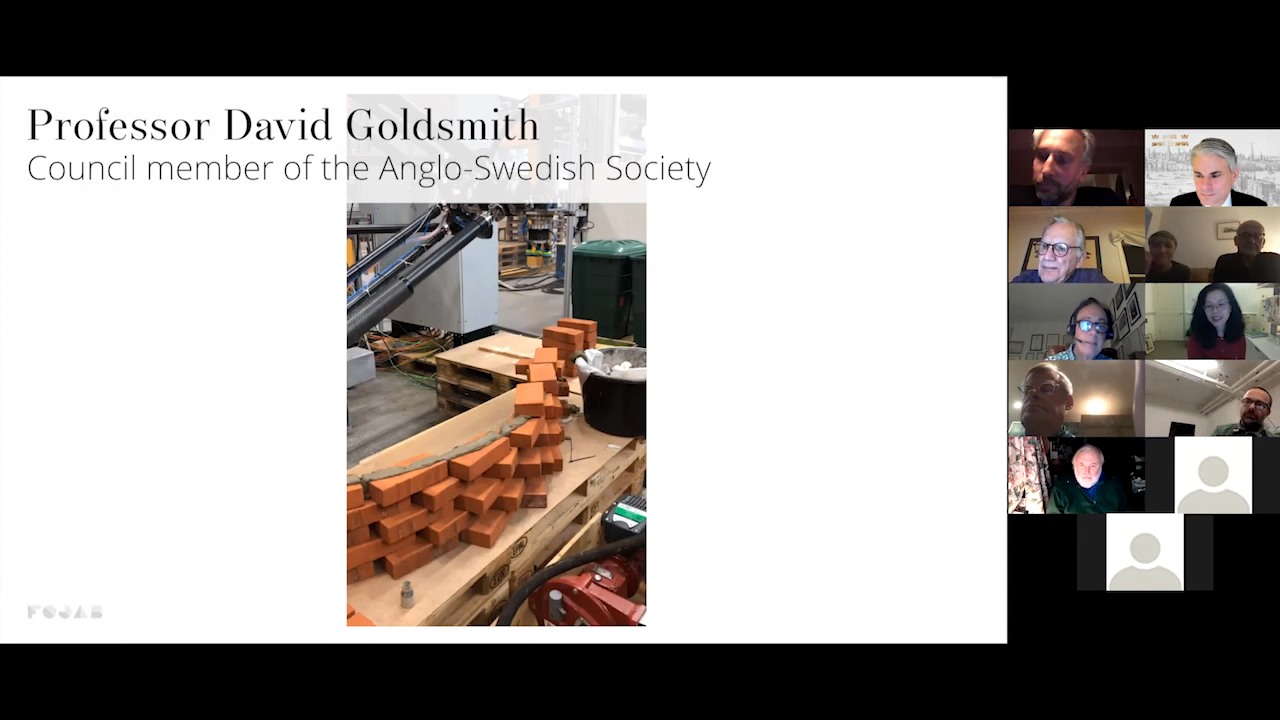 Professor David Goldsmith
Council member of the Anglo-Swedish Society
FOJAB